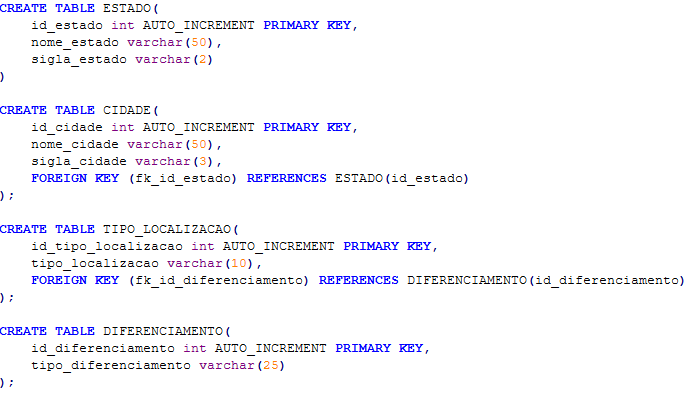 CREATE TABLE ESTADO(
    id_estado int AUTO_INCREMENT PRIMARY KEY,
    nome_estado varchar(50),
    sigla_estado varchar(2)
)
CREATE TABLE CIDADE(
    id_cidade int AUTO_INCREMENT PRIMARY KEY,
    nome_cidade varchar(50),
    sigla_cidade varchar(3),
    FOREIGN KEY (fk_id_estado) REFERENCES ESTADO(id_estado)
);
CREATE TABLE TIPO_LOCALIZACAO(
    id_tipo_localizacao int AUTO_INCREMENT PRIMARY KEY,
    tipo_localizacao varchar(10),
    FOREIGN KEY (fk_id_diferenciamento) REFERENCES DIFERENCIAMENTO(id_diferenciamento)
);
CREATE TABLE DIFERENCIAMENTO(
    id_diferenciamento int AUTO_INCREMENT PRIMARY KEY,
    tipo_diferenciamento varchar(25)
);